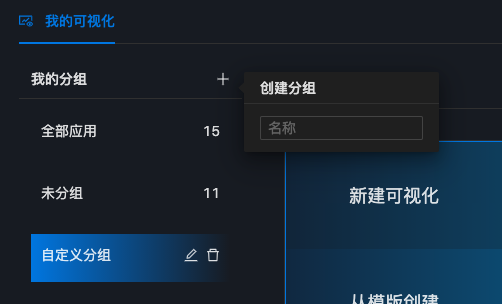 我的可视化
我的分组
创建分组
名称
全部应用 15
未分组 11
新建可视化
自定义分组
从模版创建